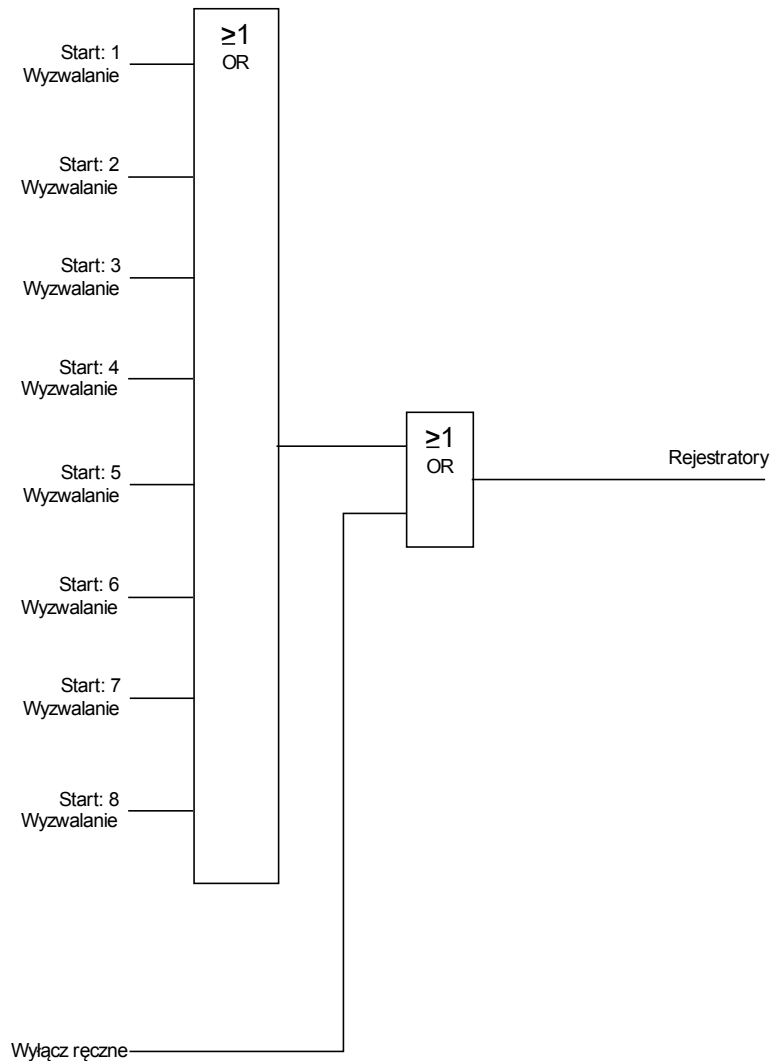 ≥1
OR
Start: 1
Wyzwalanie
Start: 2
Wyzwalanie
Start: 3
Wyzwalanie
Start: 4
Wyzwalanie
Start: 5
Wyzwalanie
Start: 6
Wyzwalanie
Start: 7
Wyzwalanie
Start: 8
Wyzwalanie
≥1
OR
Rejestratory
Wyłącz ręczne